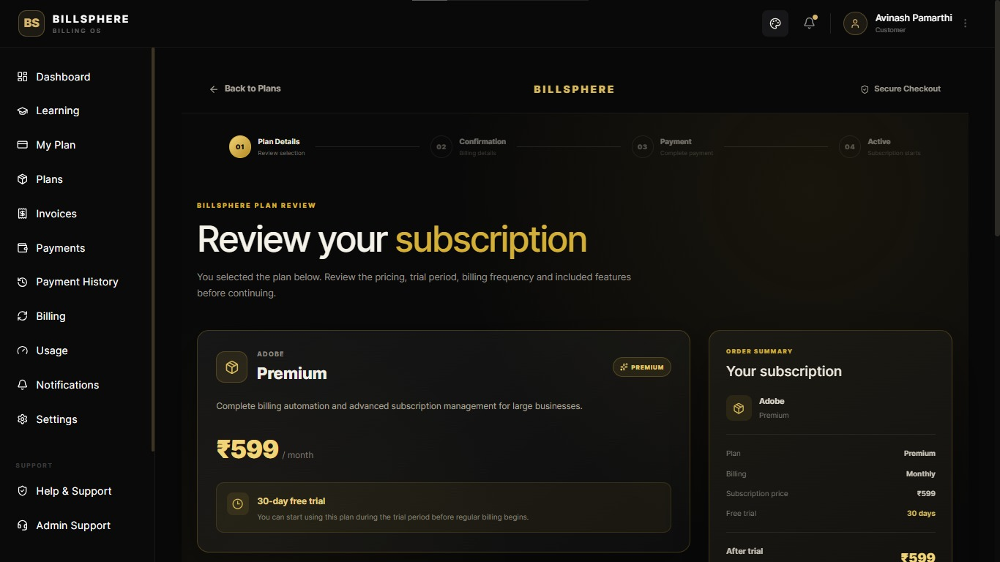 BS
BILLSPHERE
BILLING OS
Avinash Pamarthi
Customer
Dashboard
Learning
My Plan
Plans
Invoices
Payments
Payment History
Billing
Usage
Notifications
Settings
SUPPORT
Help & Support
Admin Support
Back to Plans
BILLSPHERE
Secure Checkout
01
Plan Details
Review selection
02
Confirmation
Billing details
03
Payment
Complete payment
04
Active
Subscription starts
BILLSPHERE PLAN REVIEW
Review your subscription
You selected the plan below. Review the pricing, trial period, billing frequency and included features
before continuing.
ADOBE
Premium
PREMIUM
Complete billing automation and advanced subscription management for large businesses.
₹599 / month
30-day free trial
You can start using this plan during the trial period before regular billing begins.
ORDER SUMMARY
Your subscription
Adobe
Premium
Plan Premium
Billing Monthly
Subscription price ₹599
Free trial 30 days
After trial ₹599